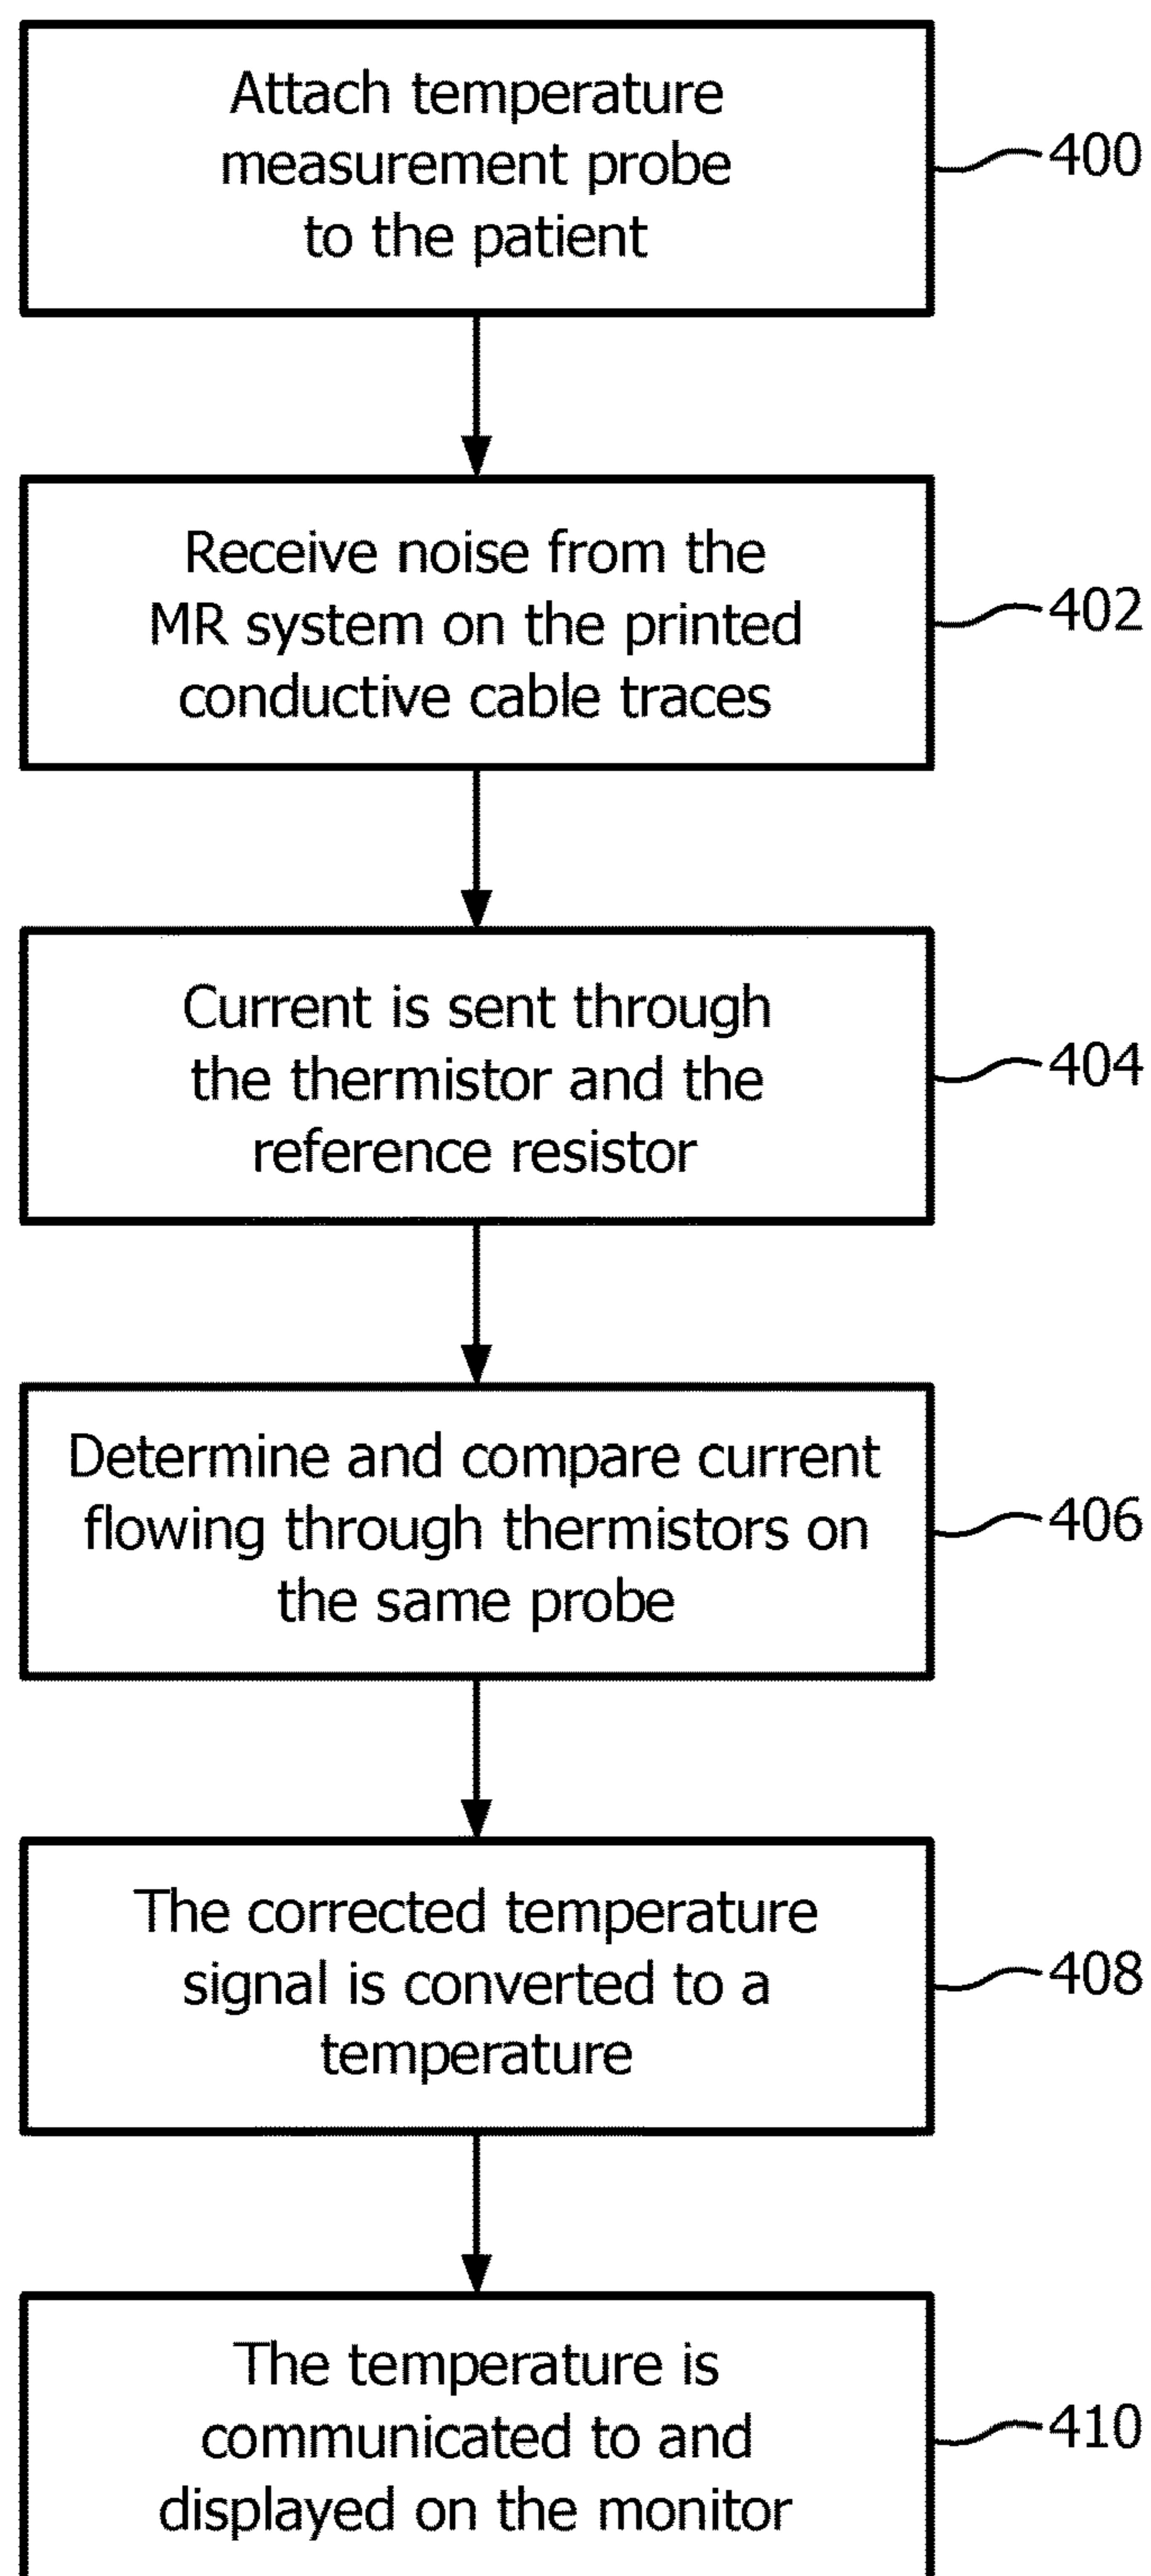 Attach temperature
measurement probe
to the patient
400
Receive noise from the
MR system on the printed
conductive cable traces
402
Current is sent through
the thermistor and the
reference resistor
404
Determine and compare current
flowing through thermistors on
the same probe
406
The corrected temperature
signal is converted to a
temperature
408
The temperature is
communicated to and
displayed on the monitor
410